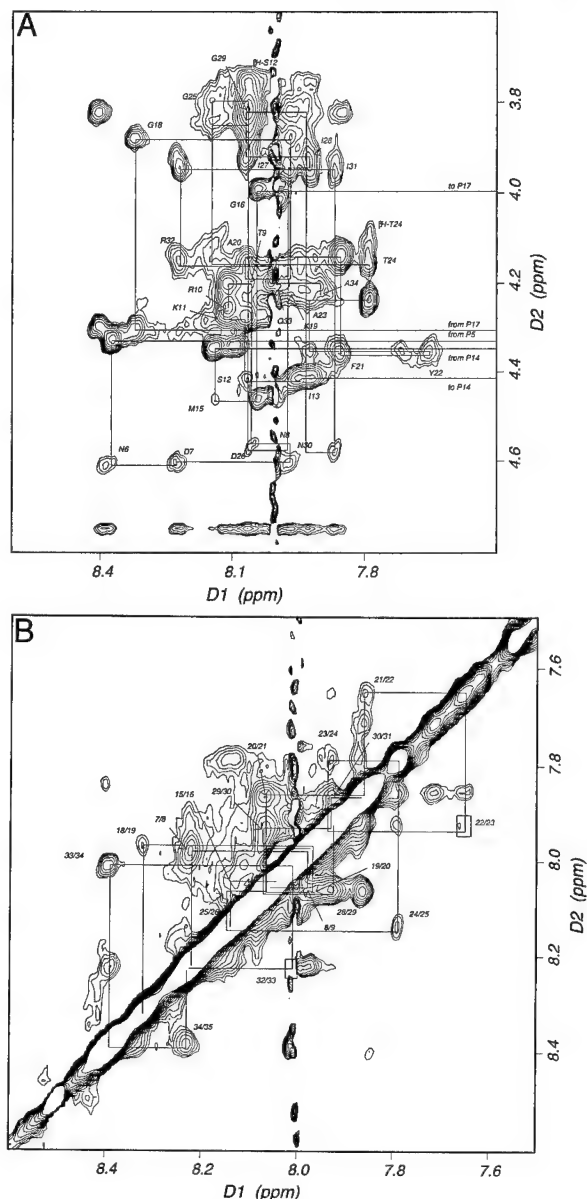 A
G29
βH-S12
G25
3.8
G18
I28
I27
I31
G16
to P17
4.0
T9
R32
A20
βH-T24
T24
R10
A34
4.2
K11
Q33
K19
A23
from P17
from P5
from P14
F21
Y22
S12
I13
to P14
4.4
M15
N8
N6
D7
D26
N30
4.6
D2 (ppm)
8.4
8.1
7.8
D1 (ppm)
B
7.6
21/22
23/24
30/31
20/21
7.8
29/30
15/16
7/8
18/19
22/23
33/34
8.0
19/20
25/26
28/29
8/9
8.2
32/33
34/35
8.4
D2 (ppm)
8.4
8.2
8.0
7.8
7.6
D1 (ppm)